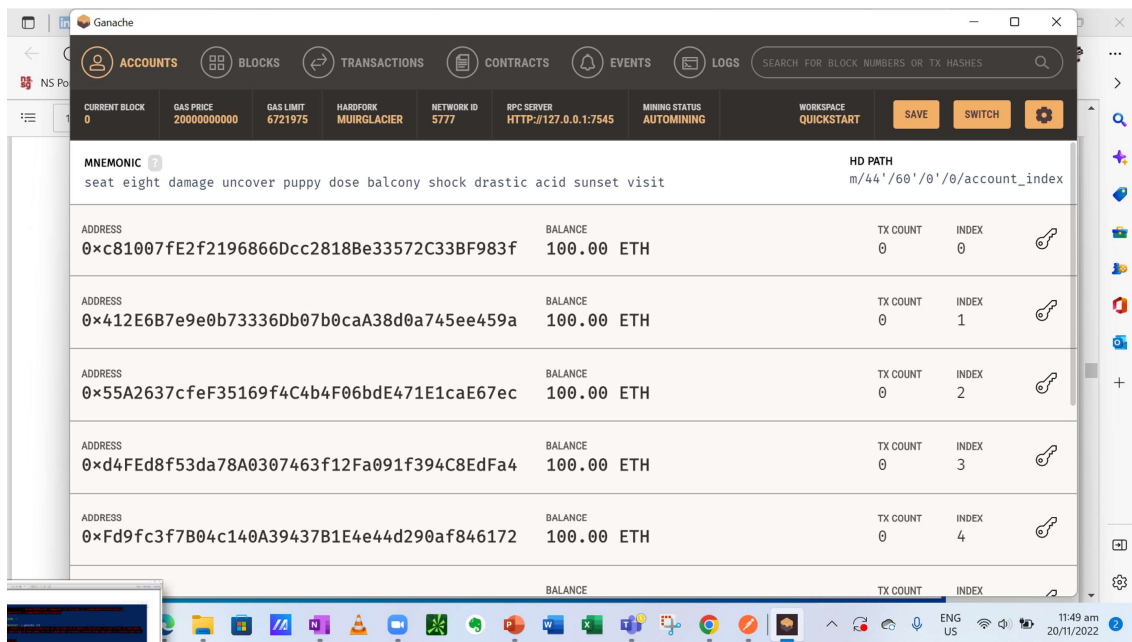 Ganache
NS Po
ACCOUNTS BLOCKS TRANSACTIONS CONTRACTS EVENTS LOGS SEARCH FOR BLOCK NUMBERS OR TX HASHES
CURRENT BLOCK GAS PRICE GAS LIMIT HARDFORK NETWORK ID RPC SERVER MINING STATUS WORKSPACE
0 20000000000 6721975 MUIRGLACIER 5777 HTTP://127.0.0.1:7545 AUTOMINING QUICKSTART SAVE SWITCH
MNEMONIC ? HD PATH
seat eight damage uncover puppy dose balcony shock drastic acid sunset visit m/44'/60'/0'/0/account_index
ADDRESS BALANCE TX COUNT INDEX
0×c81007fE2f2196866Dcc2818Be33572C33BF983f 100.00 ETH 0 0
ADDRESS BALANCE TX COUNT INDEX
0×412E6B7e9e0b73336Db07b0caA38d0a745ee459a 100.00 ETH 0 1
ADDRESS BALANCE TX COUNT INDEX
0×55A2637cfeF35169f4C4b4F06bdE471E1caE67ec 100.00 ETH 0 2
ADDRESS BALANCE TX COUNT INDEX
0×d4FEd8f53da78A0307463f12Fa091f394C8EdFa4 100.00 ETH 0 3
ADDRESS BALANCE TX COUNT INDEX
0×Fd9fc3f7B04c140A39437B1E4e44d290af846172 100.00 ETH 0 4
BALANCE TX COUNT INDEX
ENG 11:49 am
US 20/11/2022 2